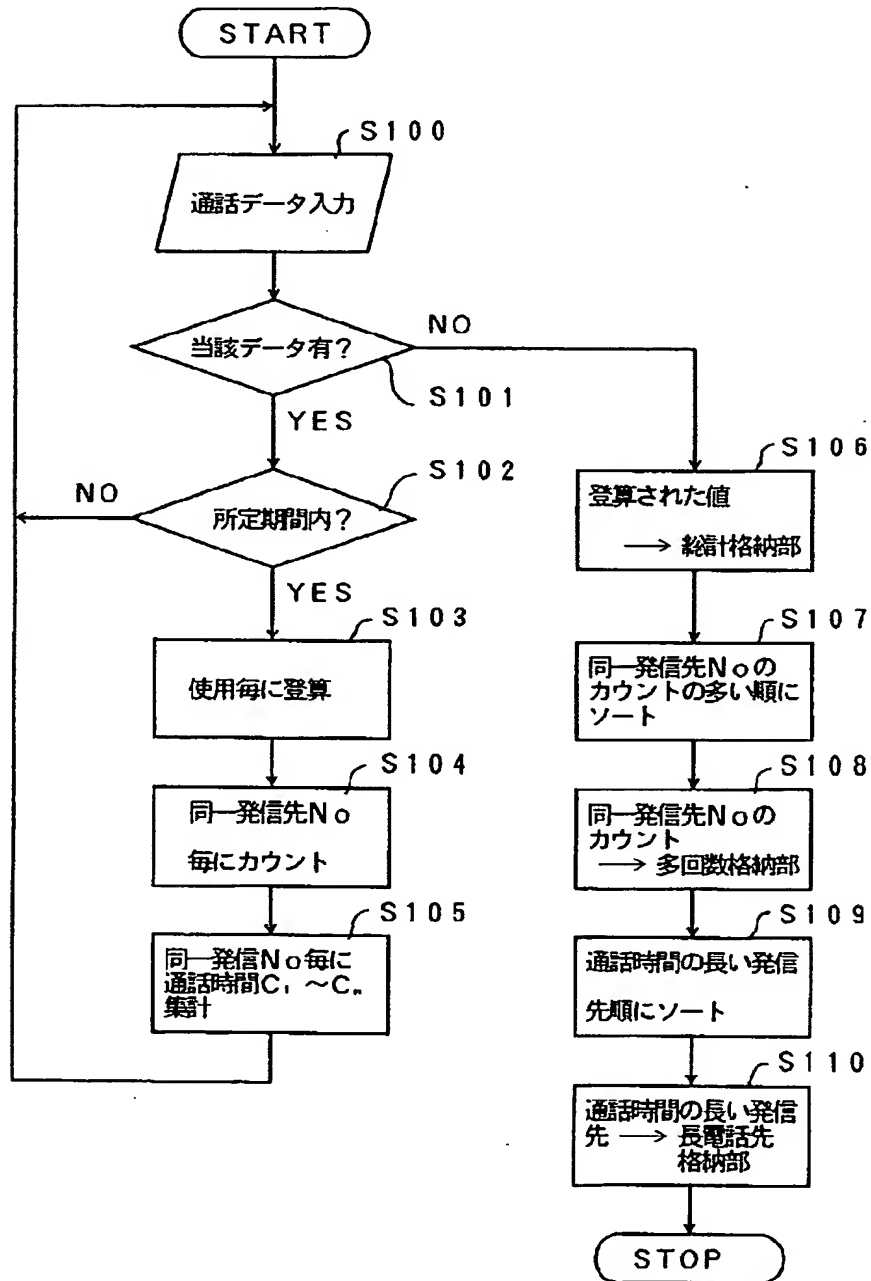 START
S100
通話データ入力
当該データ有?
NO
S101
YES
S102
所定期間内?
NO
YES
S103
使用毎に登算
S104
同一発信先No
毎にカウント
S105
同一発信No毎に
通話時間C₁～Cₙ
集計
S106
登算された値
→ 総計格納部
S107
同一発信先Noの
カウントの多い順に
ソート
S108
同一発信先Noの
カウント
→ 多回数格納部
S109
通話時間の長い発信
先順にソート
S110
通話時間の長い発信
先 → 長電話先
格納部
STOP